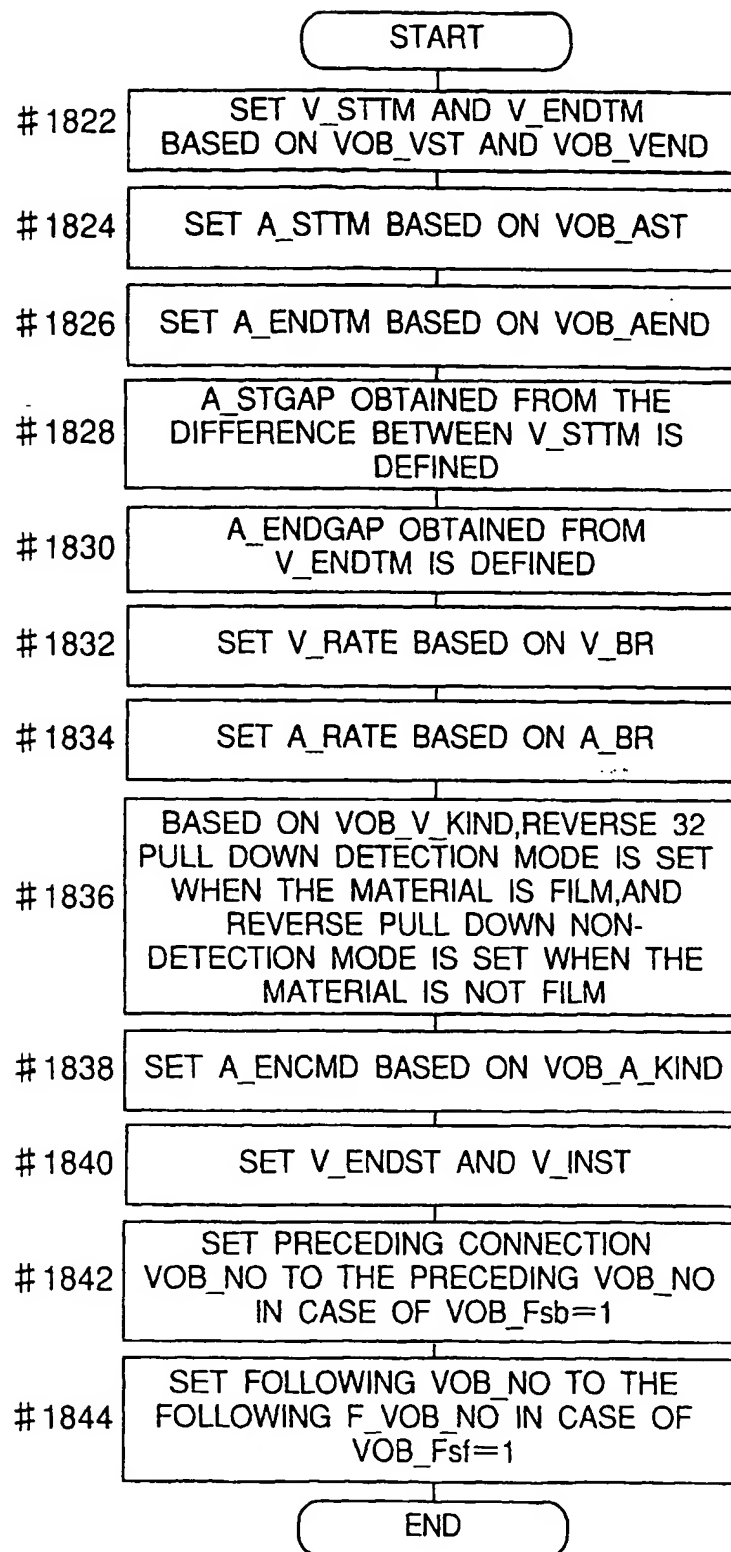 START
#1822
SET V_STTM AND V_ENDTM
BASED ON VOB_VST AND VOB_VEND
#1824
SET A_STTM BASED ON VOB_AST
#1826
SET A_ENDTM BASED ON VOB_AEND
#1828
A_STGAP OBTAINED FROM THE
DIFFERENCE BETWEEN V_STTM IS
DEFINED
#1830
A_ENDGAP OBTAINED FROM
V_ENDTM IS DEFINED
#1832
SET V_RATE BASED ON V_BR
#1834
SET A_RATE BASED ON A_BR
#1836
BASED ON VOB_V_KIND,REVERSE 32
PULL DOWN DETECTION MODE IS SET
WHEN THE MATERIAL IS FILM,AND
REVERSE PULL DOWN NON-
DETECTION MODE IS SET WHEN THE
MATERIAL IS NOT FILM
#1838
SET A_ENCMD BASED ON VOB_A_KIND
#1840
SET V_ENDST AND V_INST
#1842
SET PRECEDING CONNECTION
VOB_NO TO THE PRECEDING VOB_NO
IN CASE OF VOB_Fsb=1
#1844
SET FOLLOWING VOB_NO TO THE
FOLLOWING F_VOB_NO IN CASE OF
VOB_Fsf=1
END